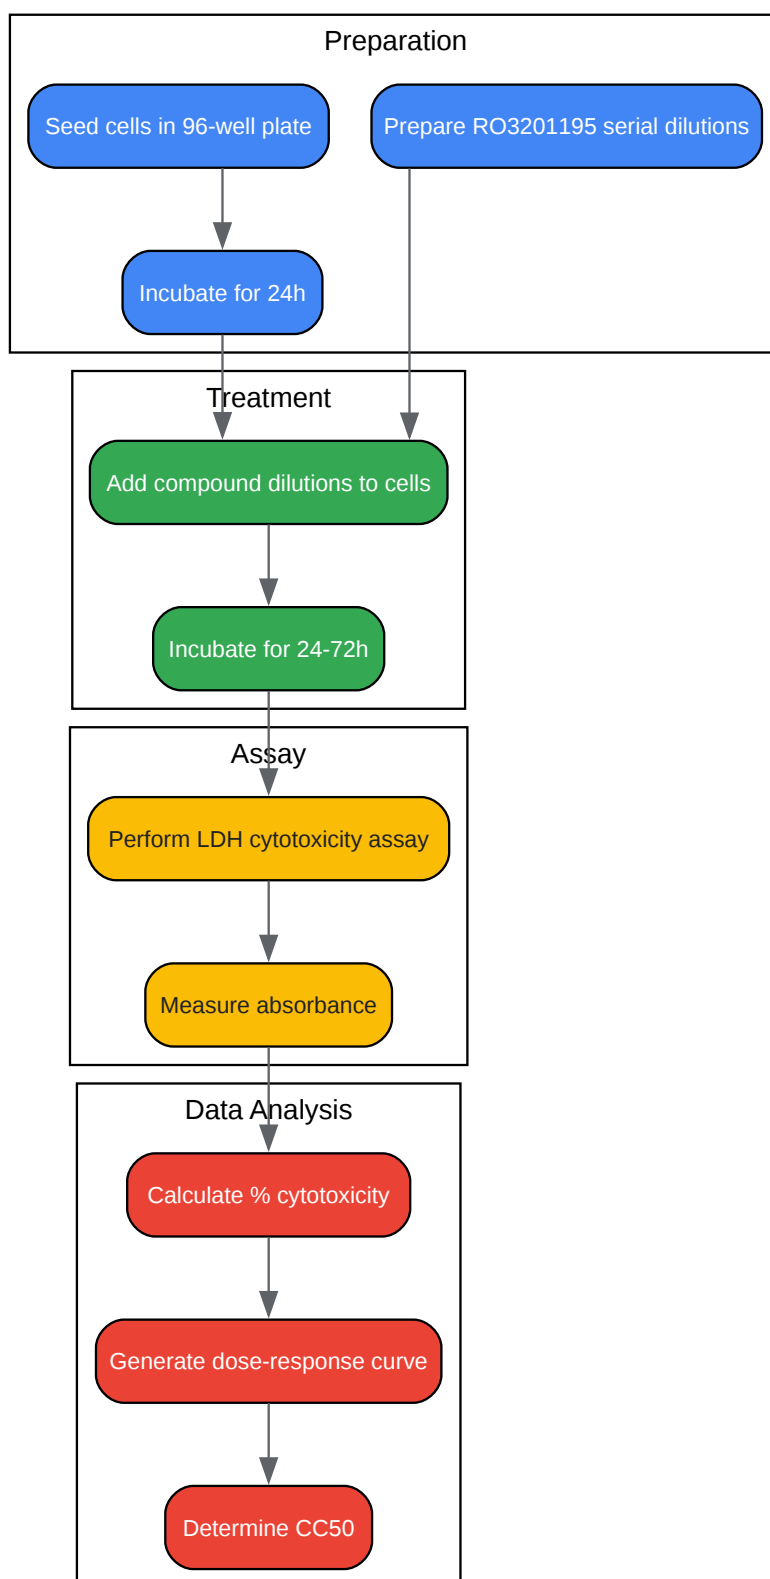 Preparation
Seed cells in 96-well plate
Prepare RO3201195 serial dilutions
Incubate for 24h
Treatment
Add compound dilutions to cells
Incubate for 24-72h
Assay
Perform LDH cytotoxicity assay
Measure absorbance
Data Analysis
Calculate % cytotoxicity
Generate dose-response curve
Determine CC50